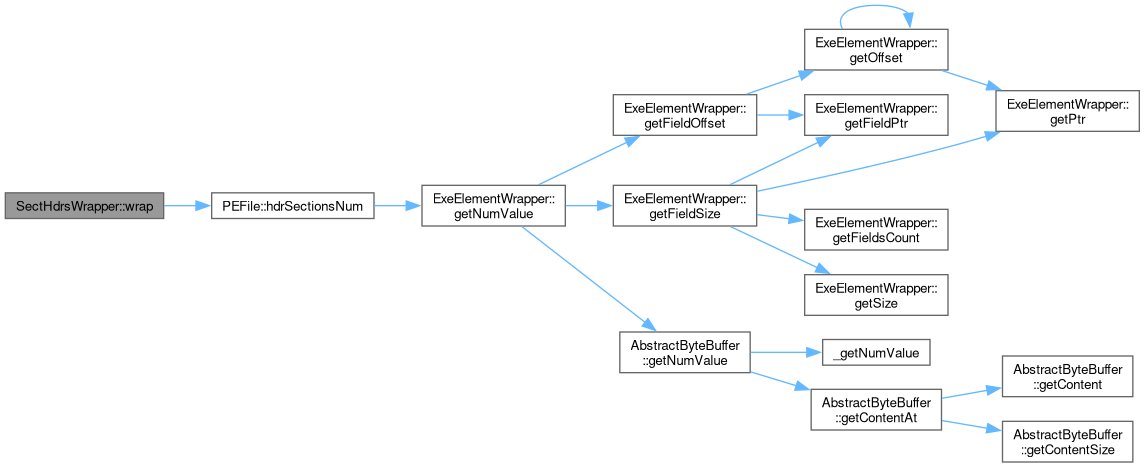 SectHdrsWrapper::wrap
PEFile::hdrSectionsNum
ExeElementWrapper::
getNumValue
ExeElementWrapper::
getFieldOffset
ExeElementWrapper::
getOffset
ExeElementWrapper::
getPtr
ExeElementWrapper::
getFieldPtr
ExeElementWrapper::
getFieldSize
ExeElementWrapper::
getFieldsCount
ExeElementWrapper::
getSize
AbstractByteBuffer
::getNumValue
_getNumValue
AbstractByteBuffer
::getContentAt
AbstractByteBuffer
::getContent
AbstractByteBuffer
::getContentSize